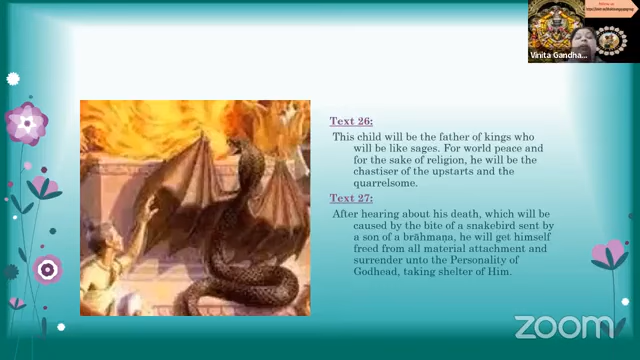 Text 26:
This child will be the father of kings who
will be like sages. For world peace and
for the sake of religion, he will be the
chastiser of the upstarts and the
quarrelsome.
Text 27:
After hearing about his death, which will be
caused by the bite of a snakebird sent by
a son of a brāhmaṇa, he will get himself
freed from all material attachment and
surrender unto the Personality of
Godhead, taking shelter of Him.
Vinita Gandha...
zoom